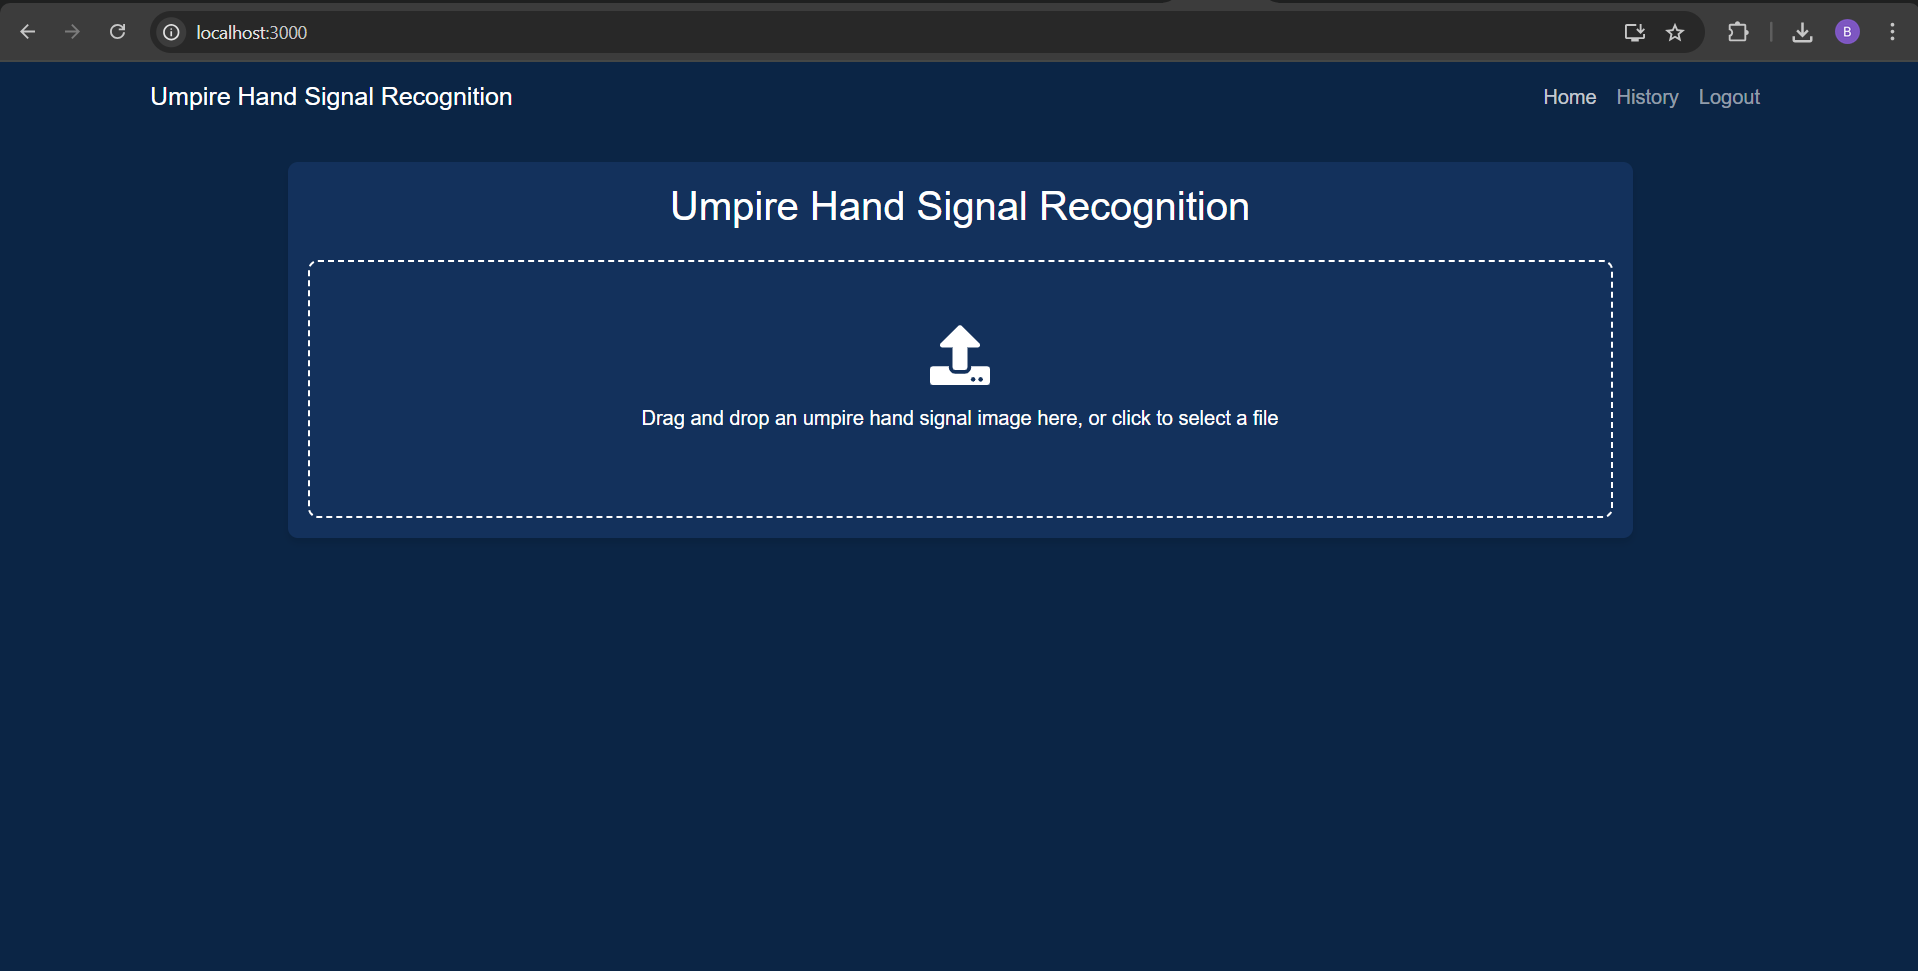 localhost:3000
B
Umpire Hand Signal Recognition
Home History Logout
Umpire Hand Signal Recognition
Drag and drop an umpire hand signal image here, or click to select a file